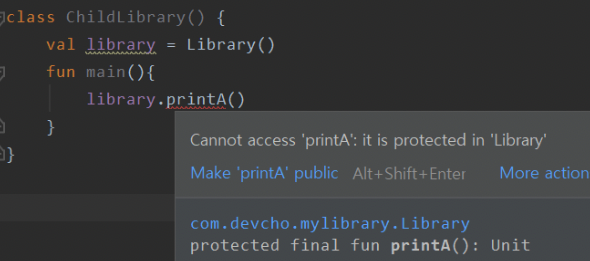 class ChildLibrary() {
val library = Library()
fun main(){
library.printA()
}
}
Cannot access 'printA': it is protected in 'Library'
Make 'printA' public Alt+Shift+Enter More action
com.devcho.mylibrary.Library
protected final fun printA(): Unit